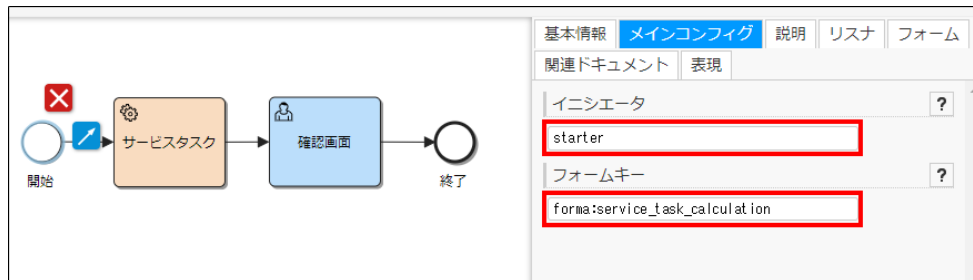 基本情報 メインコンフィグ 説明 リスナ フォーム
関連ドキュメント 表現
イニシエータ ?
starter
フォームキー ?
forma:service_task_calculation
サービスタスク
確認画面
開始
終了